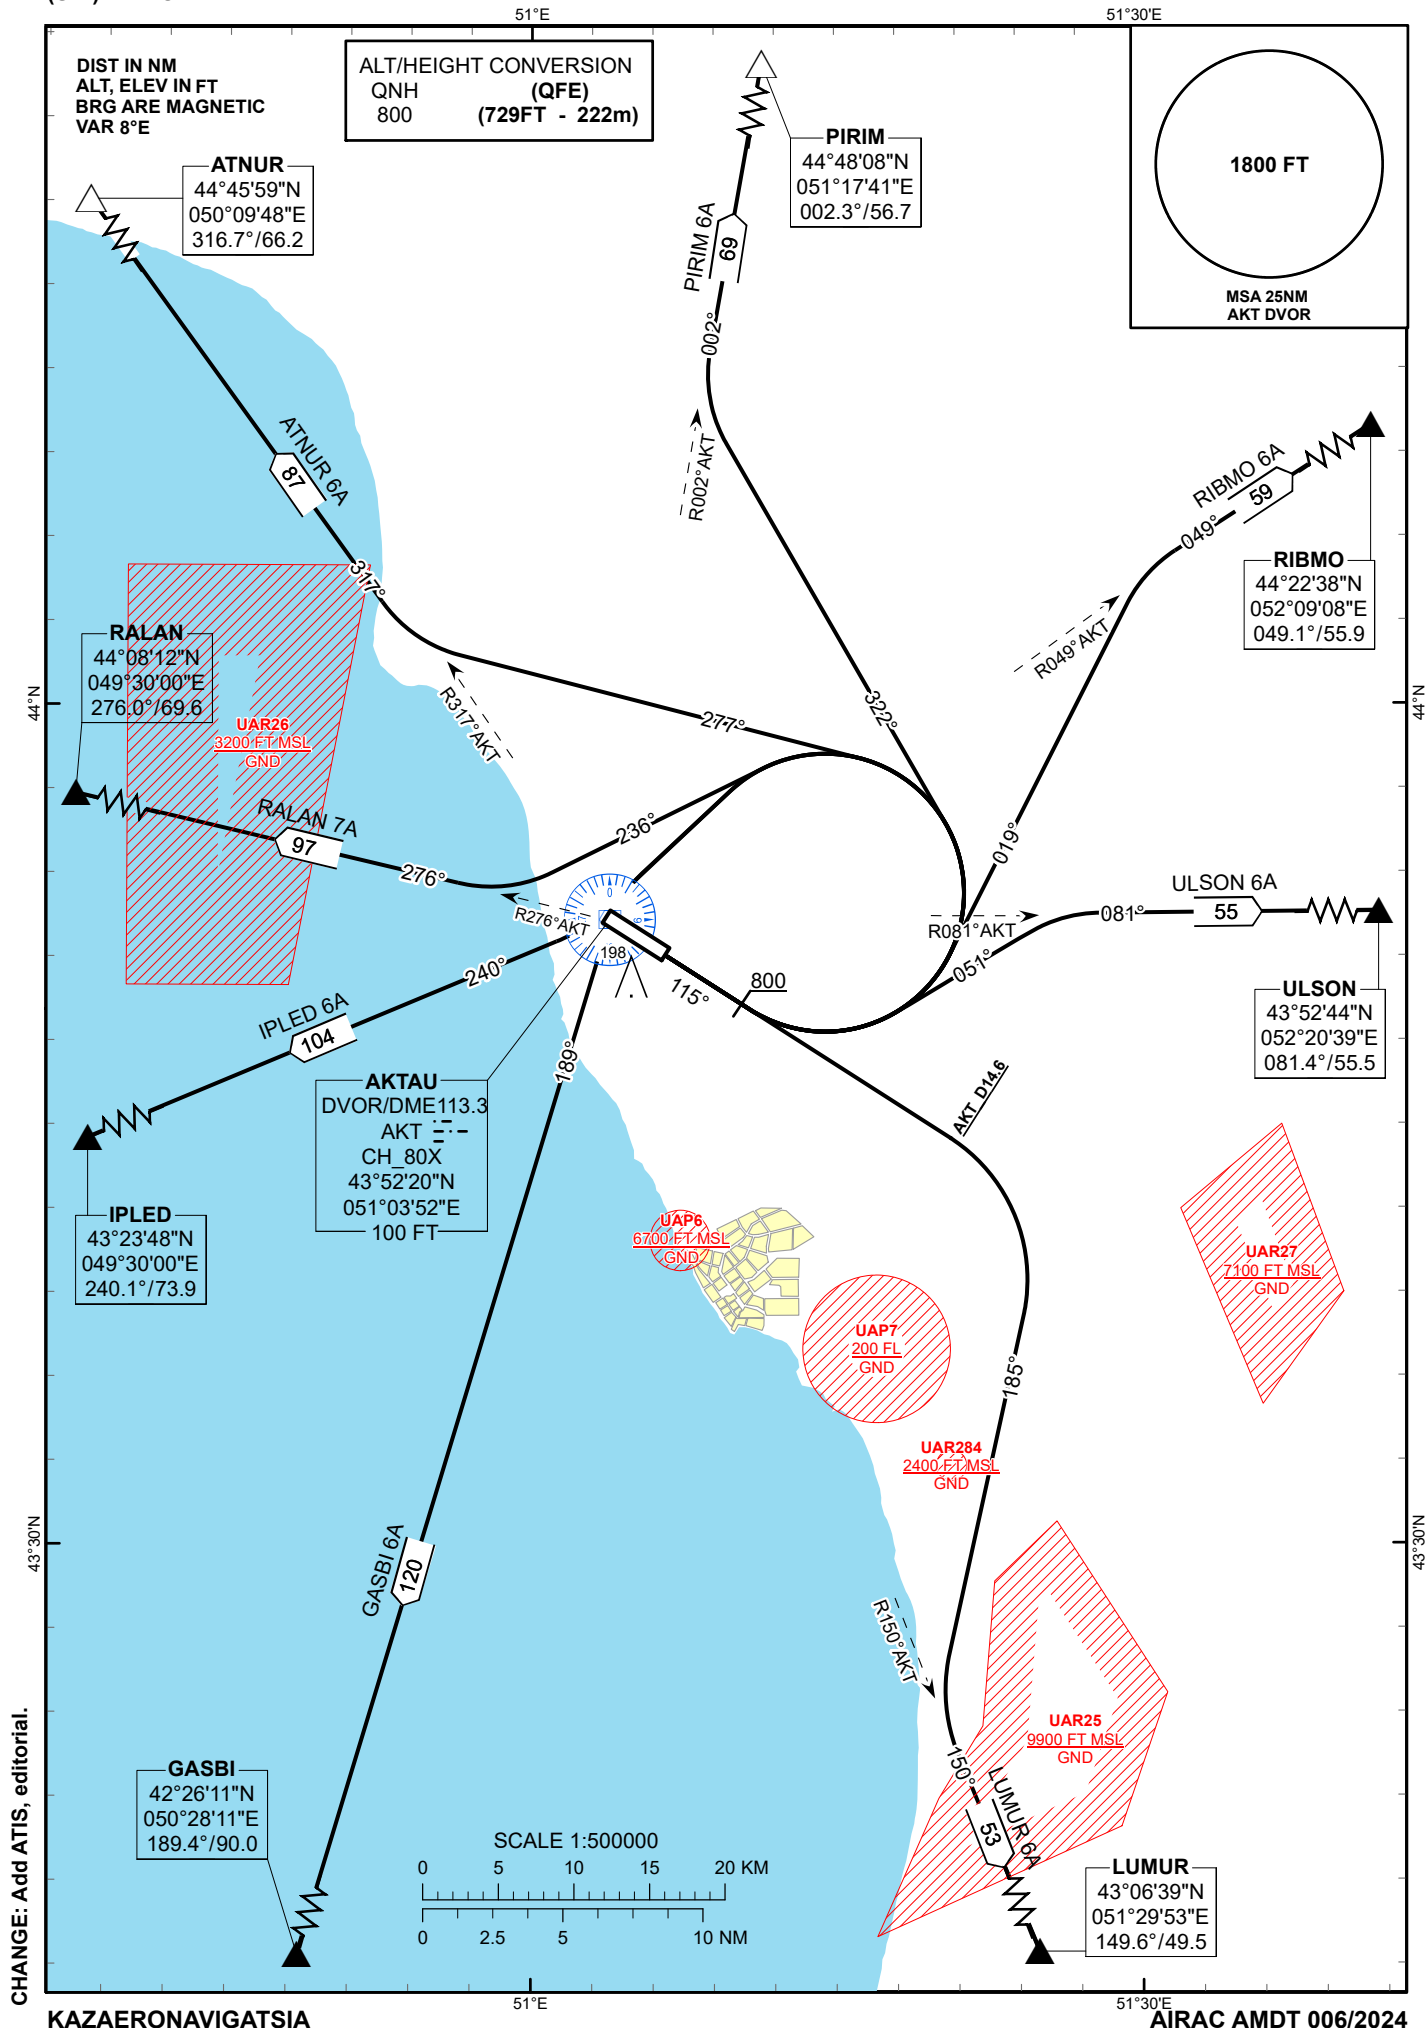 51°E
51°30'E
DIST IN NM
ALT, ELEV IN FT
BRG ARE MAGNETIC
VAR 8°E
ALT/HEIGHT CONVERSION
QNH (QFE)
800 (729FT - 222m)
1800 FT
MSA 25NM
AKT DVOR
ATNUR
44°45'59"N
050°09'48"E
316.7°/66.2
PIRIM
44°48'08"N
051°17'41"E
002.3°/56.7
PIRIM 6A
69
002°
R002°AKT
ATNUR 6A
87
317°
R317°AKT
277°
322°
RIBMO 6A
59
049°
R049°AKT
019°
RIBMO
44°22'38"N
052°09'08"E
049.1°/55.9
RALAN
44°08'12"N
049°30'00"E
276.0°/69.6
44°N
44°N
UAR26
3200 FT MSL
GND
RALAN 7A
97
276°
236°
R276°AKT
0
9
198
ULSON 6A
55
081°
R081°AKT
051°
ULSON
43°52'44"N
052°20'39"E
081.4°/55.5
115°
800
240°
IPLED 6A
104
IPLED
43°23'48"N
049°30'00"E
240.1°/73.9
189°
AKTAU
DVOR/DME113.3
AKT
CH_80X
43°52'20"N
051°03'52"E
100 FT
AKT D14.6
UAP6
6700 FT MSL
GND
UAP7
200 FL
GND
UAR27
7100 FT MSL
GND
185°
UAR284
2400 FT MSL
GND
43°30'N
43°30'N
GASBI 6A
120
R150°AKT
150°
LUMUR 6A
53
UAR25
9900 FT MSL
GND
GASBI
42°26'11"N
050°28'11"E
189.4°/90.0
LUMUR
43°06'39"N
051°29'53"E
149.6°/49.5
SCALE 1:500000
0 5 10 15 20 KM
0 2.5 5 10 NM
CHANGE: Add ATIS, editorial.
51°E
51°30'E
KAZAERONAVIGATSIA
AIRAC AMDT 006/2024